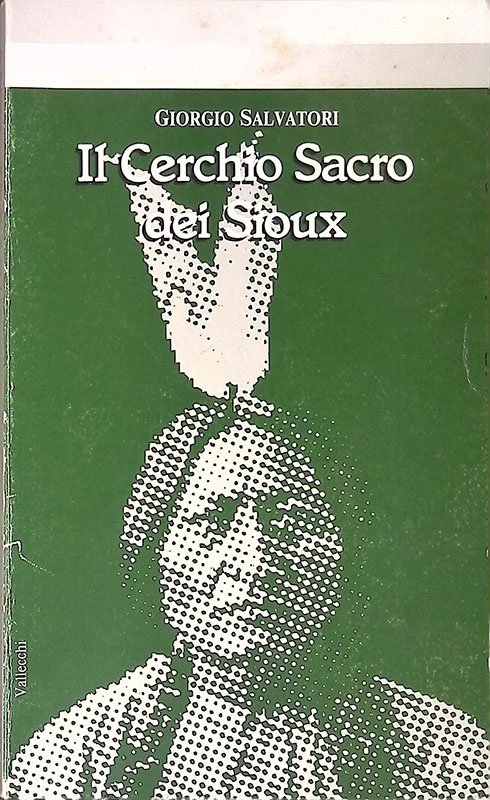 GIORGIO SALVATORI
Il Cerchio Sacro
dei Sioux
Vallecchi